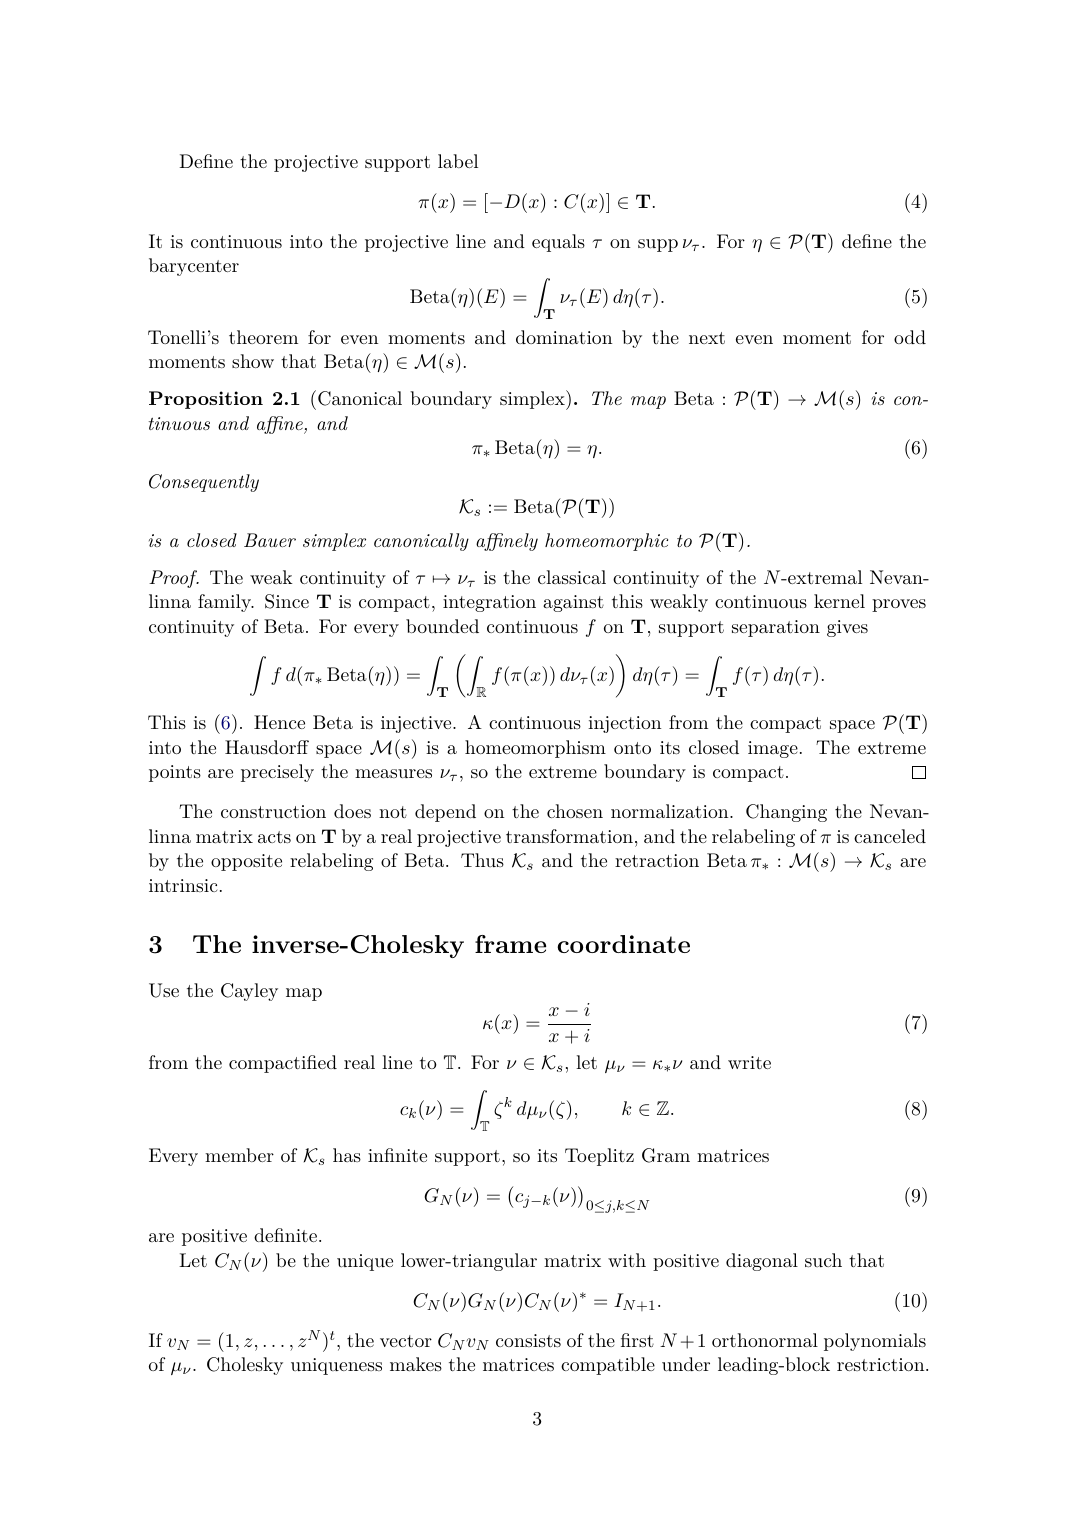 Define the projective support label
π(x) = [−D(x) : C(x)] ∈ 𝐓. (4)
It is continuous into the projective line and equals τ on supp ν_τ. For η ∈ 𝒫(𝐓) define the
barycenter
Beta(η)(E) = ∫_𝐓 ν_τ(E) dη(τ). (5)
Tonelli's theorem for even moments and domination by the next even moment for odd
moments show that Beta(η) ∈ ℳ(s).
Proposition 2.1 (Canonical boundary simplex). The map Beta : 𝒫(𝐓) → ℳ(s) is con-
tinuous and affine, and
π_* Beta(η) = η. (6)
Consequently
𝒦_s := Beta(𝒫(𝐓))
is a closed Bauer simplex canonically affinely homeomorphic to 𝒫(𝐓).
Proof. The weak continuity of τ ↦ ν_τ is the classical continuity of the N-extremal Nevan-
linna family. Since 𝐓 is compact, integration against this weakly continuous kernel proves
continuity of Beta. For every bounded continuous f on 𝐓, support separation gives
∫ f d(π_* Beta(η)) = ∫_𝐓 (∫_ℝ f(π(x)) dν_τ(x)) dη(τ) = ∫_𝐓 f(τ) dη(τ).
This is (6). Hence Beta is injective. A continuous injection from the compact space 𝒫(𝐓)
into the Hausdorff space ℳ(s) is a homeomorphism onto its closed image. The extreme
points are precisely the measures ν_τ, so the extreme boundary is compact. □
The construction does not depend on the chosen normalization. Changing the Nevan-
linna matrix acts on 𝐓 by a real projective transformation, and the relabeling of π is canceled
by the opposite relabeling of Beta. Thus 𝒦_s and the retraction Beta π_* : ℳ(s) → 𝒦_s are
intrinsic.
3 The inverse-Cholesky frame coordinate
Use the Cayley map
κ(x) = (x − i)/(x + i) (7)
from the compactified real line to 𝕋. For ν ∈ 𝒦_s, let μ_ν = κ_*ν and write
c_k(ν) = ∫_𝕋 ζ^k dμ_ν(ζ), k ∈ ℤ. (8)
Every member of 𝒦_s has infinite support, so its Toeplitz Gram matrices
G_N(ν) = (c_{j−k}(ν))_{0≤j,k≤N} (9)
are positive definite.
Let C_N(ν) be the unique lower-triangular matrix with positive diagonal such that
C_N(ν)G_N(ν)C_N(ν)^* = I_{N+1}. (10)
If v_N = (1, z, . . . , z^N)^t, the vector C_N v_N consists of the first N + 1 orthonormal polynomials
of μ_ν. Cholesky uniqueness makes the matrices compatible under leading-block restriction.
3